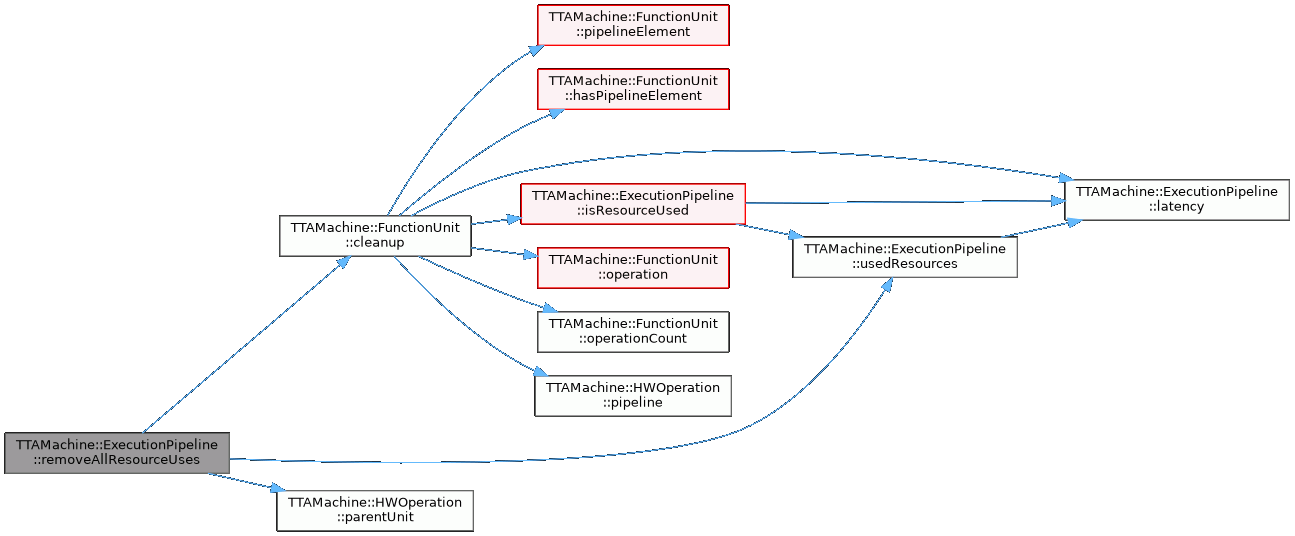 TTAMachine::FunctionUnit
::pipelineElement
TTAMachine::FunctionUnit
::hasPipelineElement
TTAMachine::ExecutionPipeline
::isResourceUsed
TTAMachine::ExecutionPipeline
::latency
TTAMachine::FunctionUnit
::cleanup
TTAMachine::ExecutionPipeline
::usedResources
TTAMachine::FunctionUnit
::operation
TTAMachine::FunctionUnit
::operationCount
TTAMachine::HWOperation
::pipeline
TTAMachine::ExecutionPipeline
::removeAllResourceUses
TTAMachine::HWOperation
::parentUnit